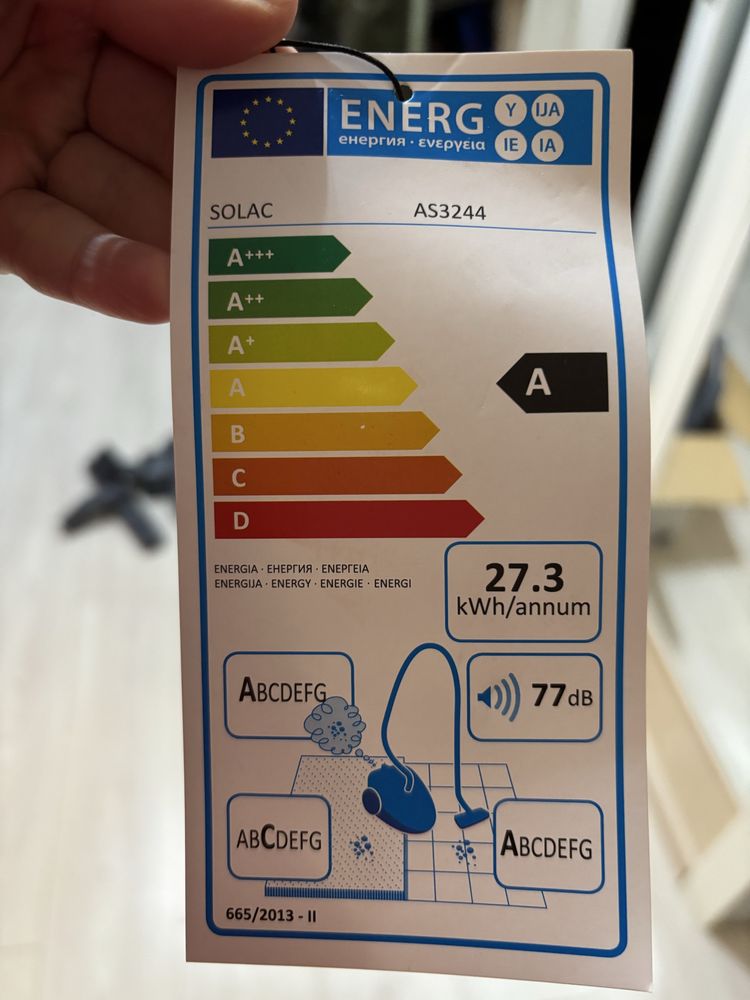 ENERG Y IJA
енергия · ενεργεια IE IA
SOLAC AS3244
A+++
A++
A+
A
A
B
C
D
ENERGIA · ЕНЕРГИЯ · ΕΝΕΡΓΕΙΑ
ENERGIJA · ENERGY · ENERGIE · ENERGI
27.3
kWh/annum
ABCDEFG
77dB
ABCDEFG
ABCDEFG
665/2013 - II